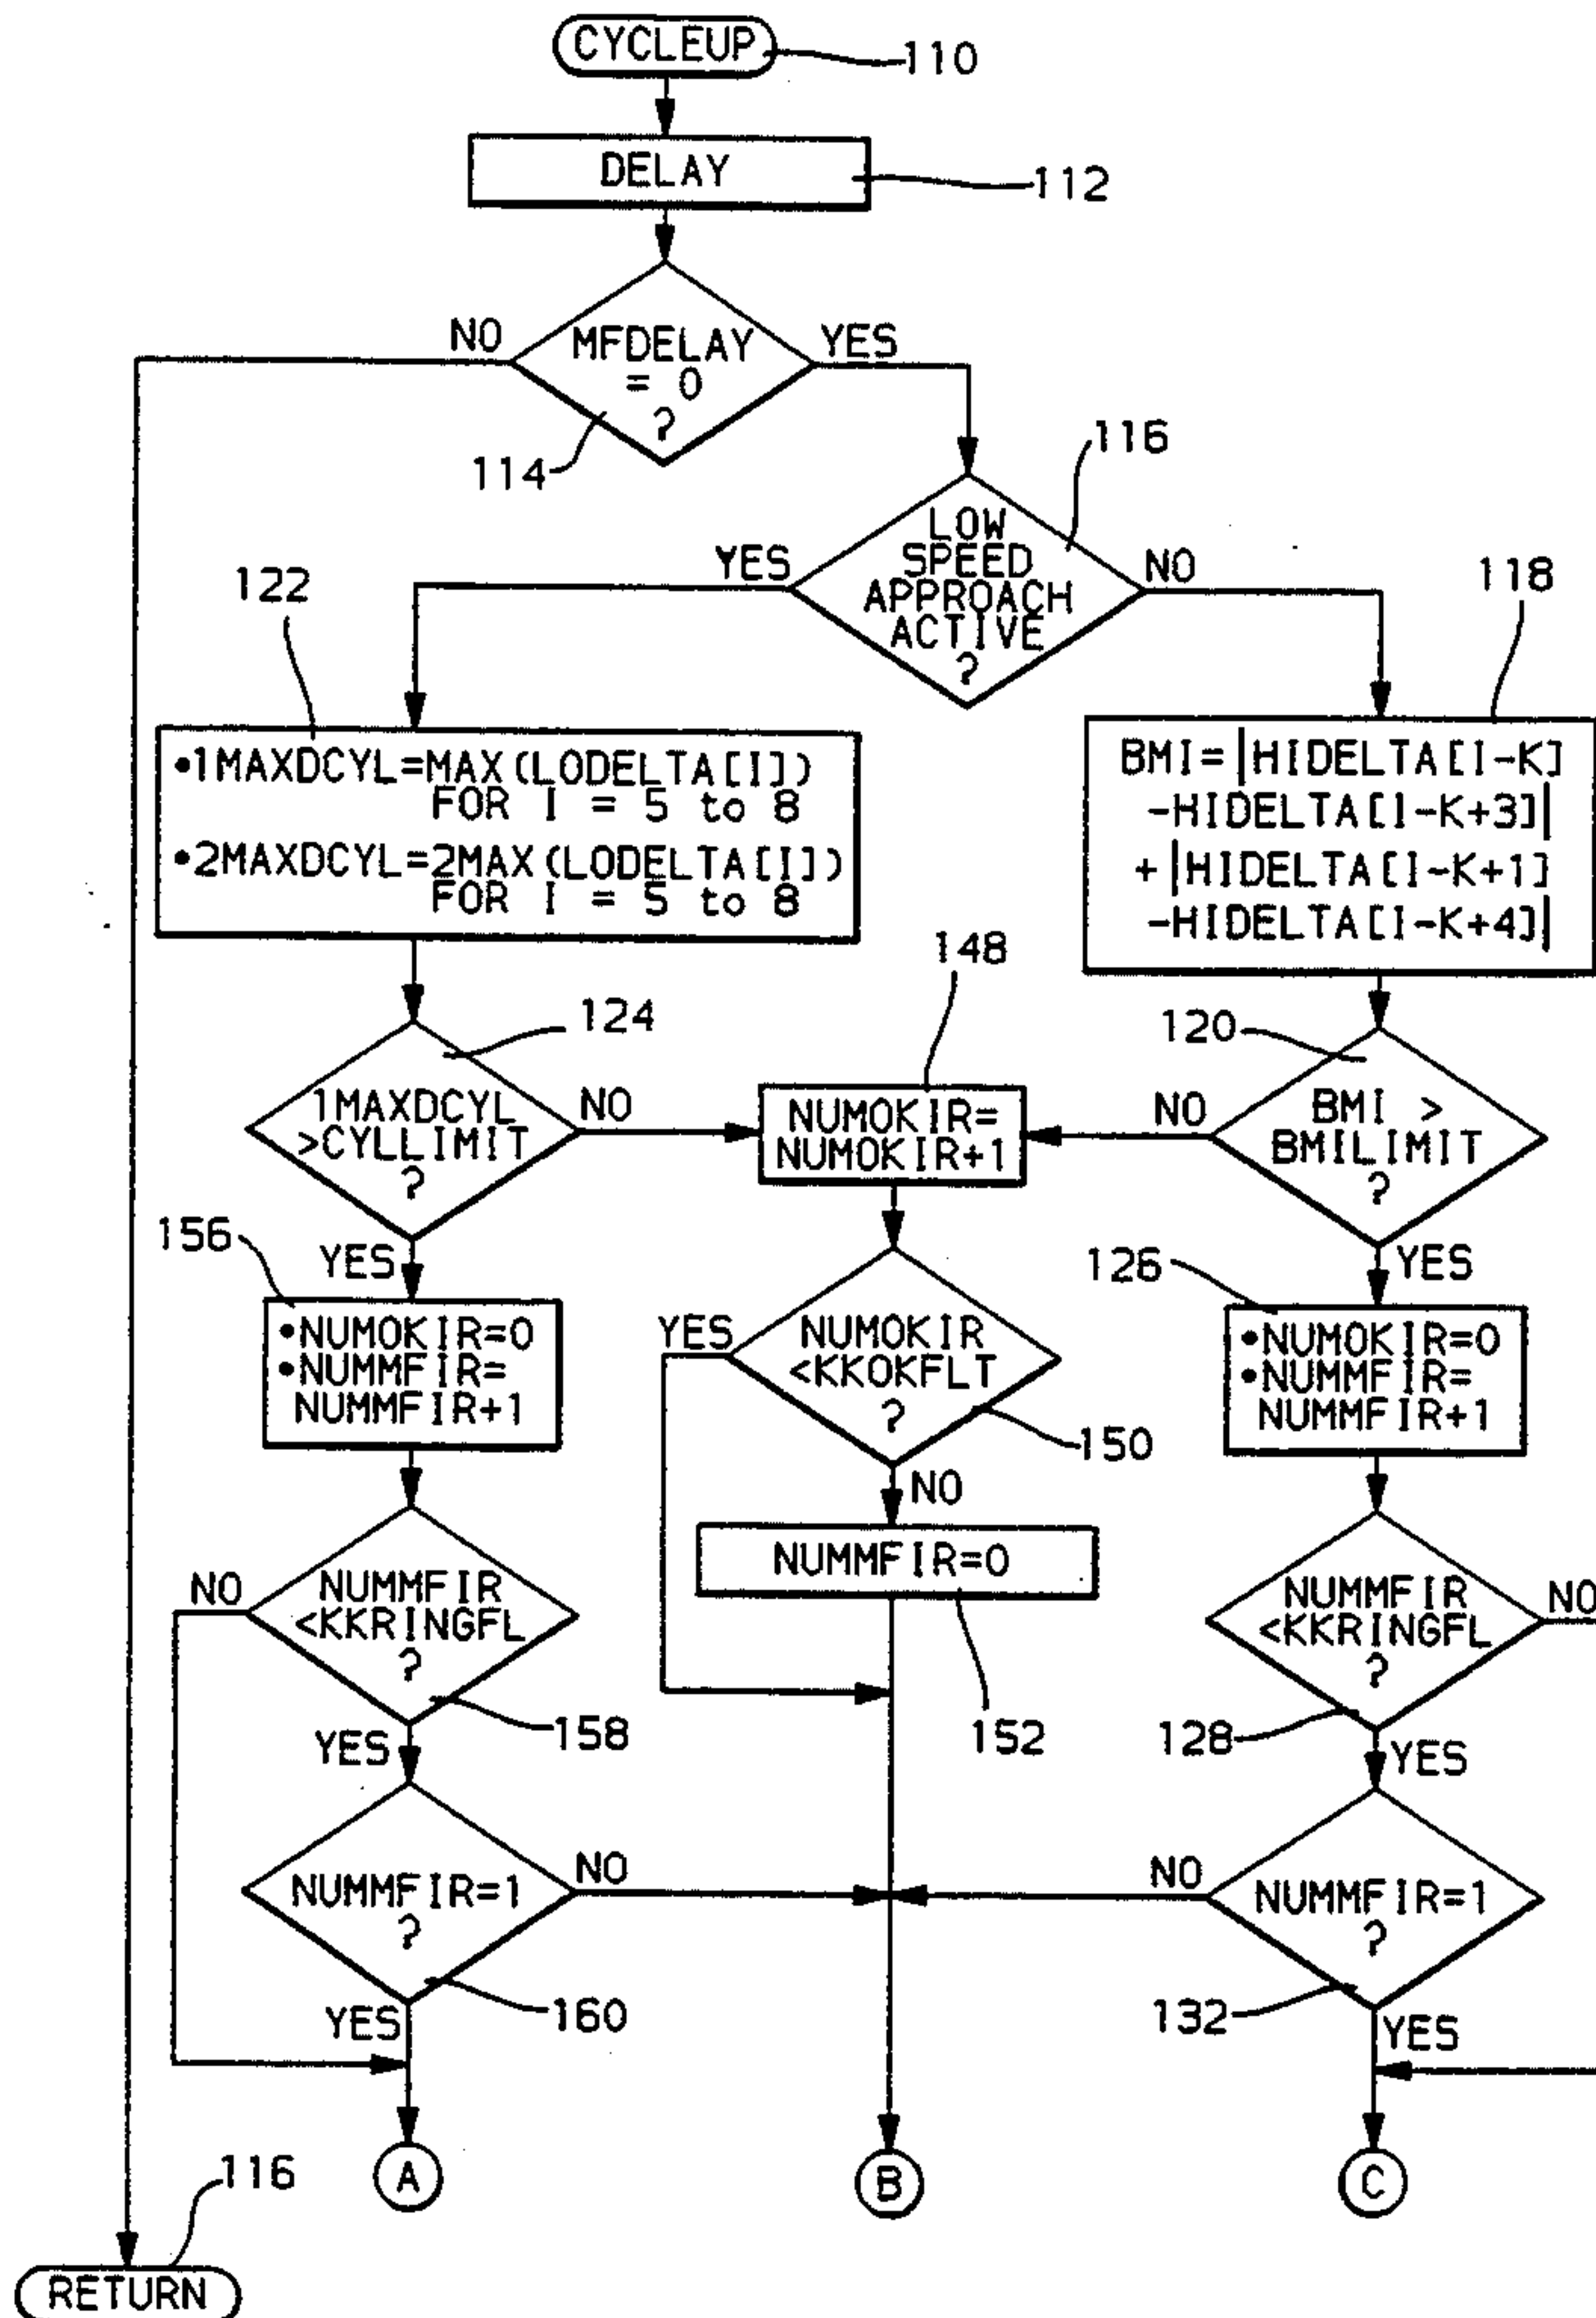 CYCLEUP
110
DELAY
112
MFDELAY
= 0
?
NO
YES
114
LOW
SPEED
APPROACH
ACTIVE
?
116
YES
NO
122
118
•1MAXDCYL=MAX(LODELTA[I])
FOR I = 5 to 8
•2MAXDCYL=2MAX(LODELTA[I])
FOR I = 5 to 8
BMI=|HIDELTA[I-K]
-HIDELTA[I-K+3]|
+|HIDELTA[I-K+1]
-HIDELTA[I-K+4]|
124
148
120
1MAXDCYL
>CYLLIMIT
?
NO
NUMOKIR=
NUMOKIR+1
NO
BMI >
BMILIMIT
?
156
YES
126
YES
•NUMOKIR=0
•NUMMFIR=
NUMMFIR+1
YES
NUMOKIR
<KKOKFLT
?
150
NO
•NUMOKIR=0
•NUMMFIR=
NUMMFIR+1
NO
NUMMFIR
<KKRINGFL
?
158
YES
NUMMFIR=0
152
NUMMFIR
<KKRINGFL
?
NO
128
YES
NUMMFIR=1
?
NO
160
YES
NO
NUMMFIR=1
?
132
YES
A
B
C
116
RETURN